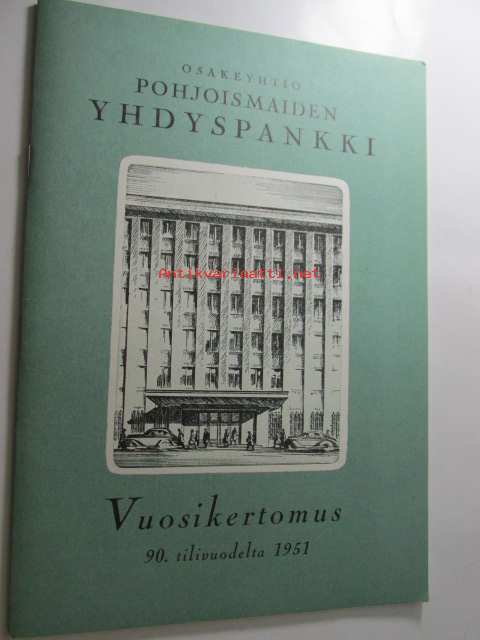 OSAKEYHTIÖ
POHJOISMAIDEN
YHDYSPANKKI
Antikvariaatti.net
Vuosikertomus
90. tilivuodelta 1951